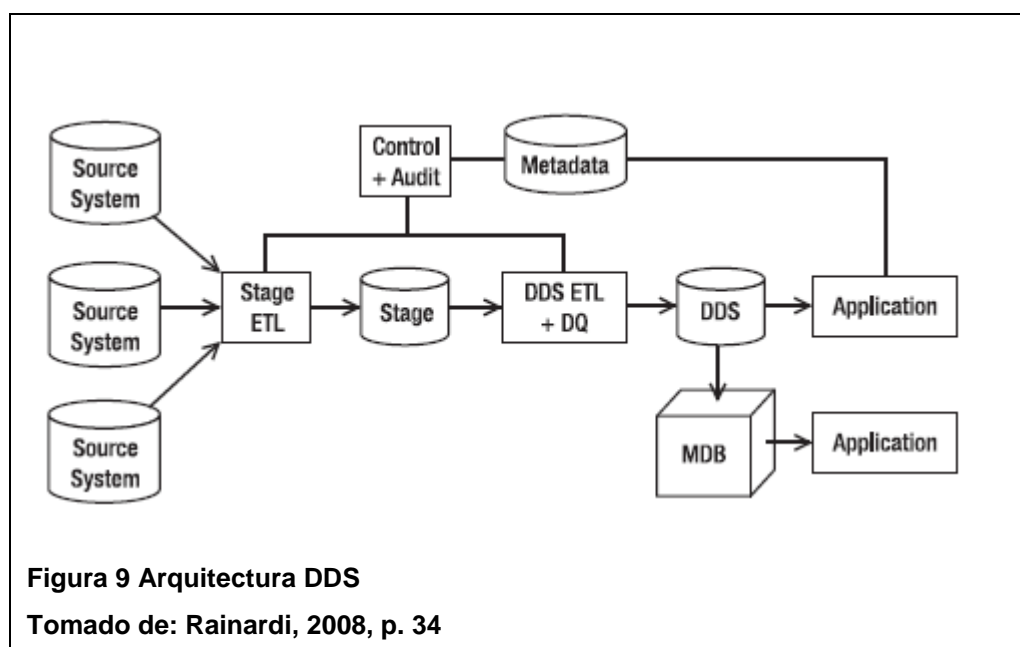 Source
System
Source
System
Source
System
Stage
ETL
Control
+ Audit
Metadata
Stage
DDS ETL
+ DQ
DDS
Application
MDB
Application
Figura 9 Arquitectura DDS
Tomado de: Rainardi, 2008, p. 34